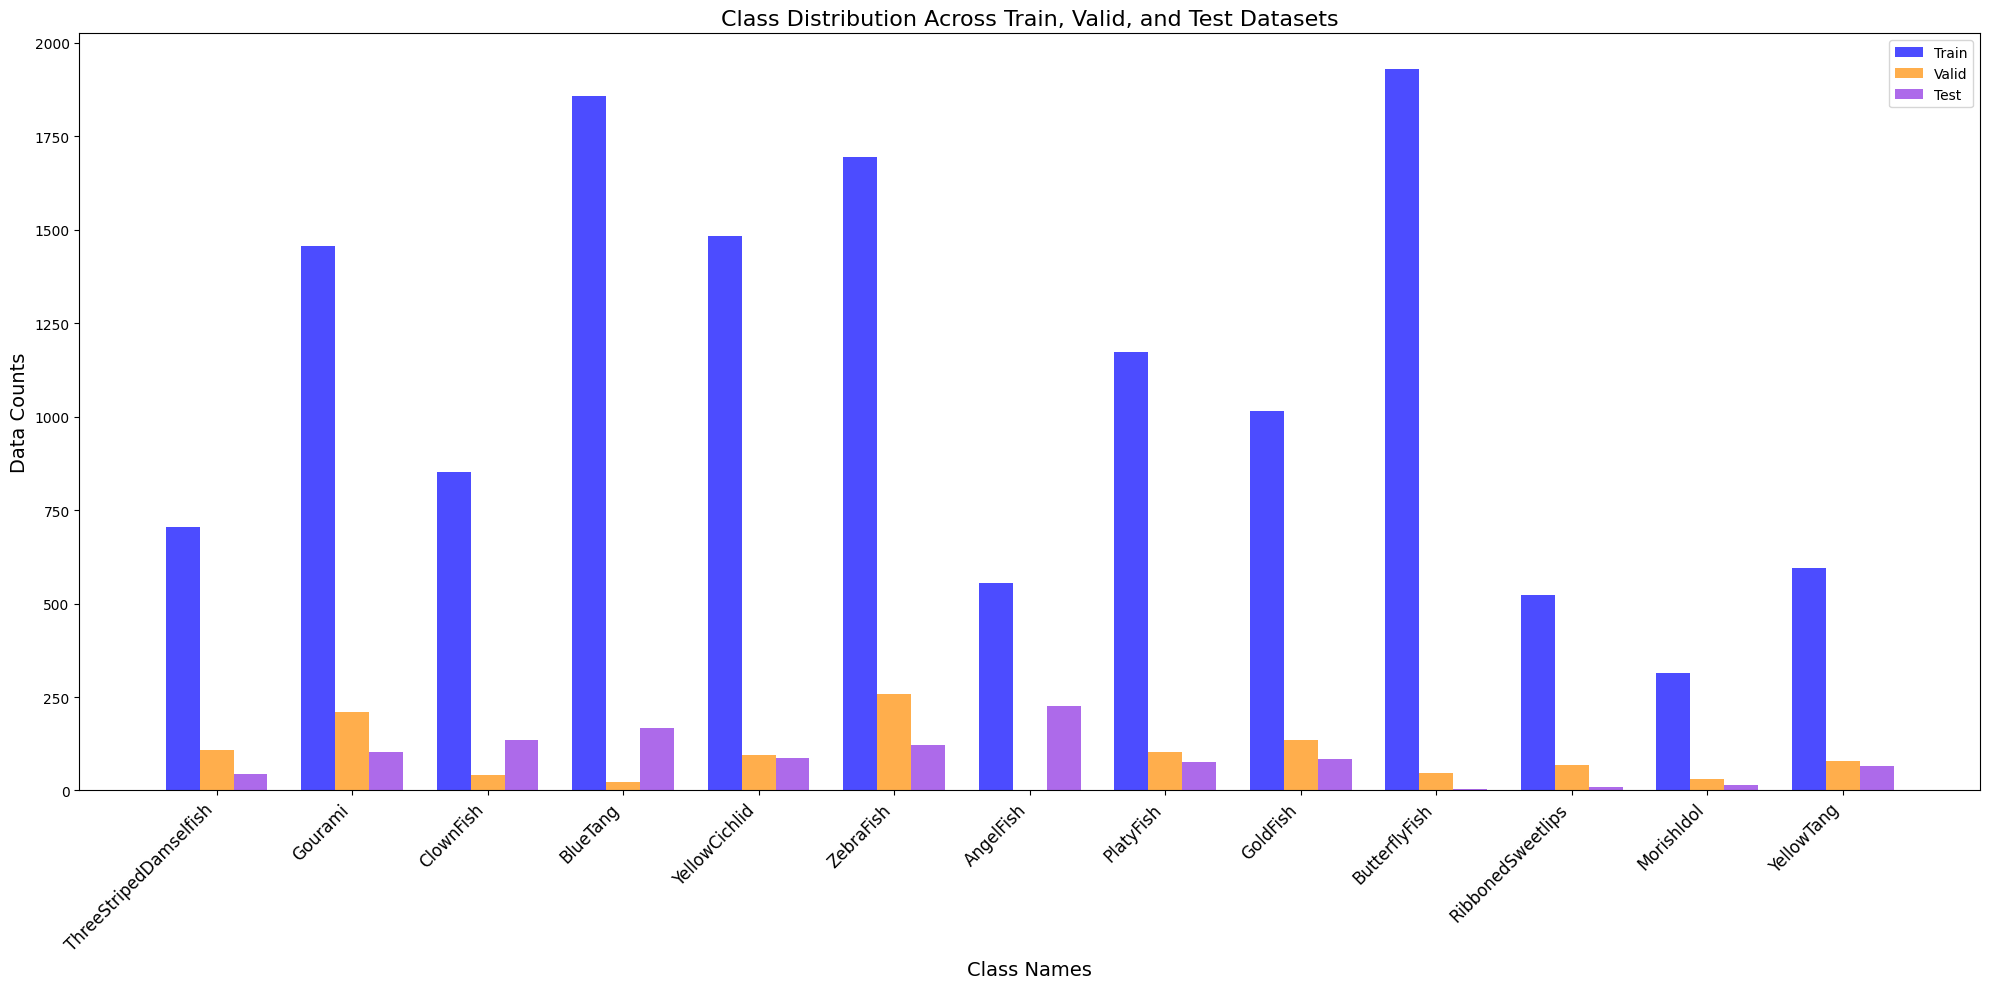 Class Distribution Across Train, Valid, and Test Datasets
Train
Valid
Test
Data Counts
2000
1750
1500
1250
1000
750
500
250
0
ThreeStripedDamselfish
Gourami
ClownFish
BlueTang
YellowCichlid
ZebraFish
AngelFish
PlatyFish
GoldFish
ButterflyFish
RibbonedSweetlips
MorishIdol
YellowTang
Class Names